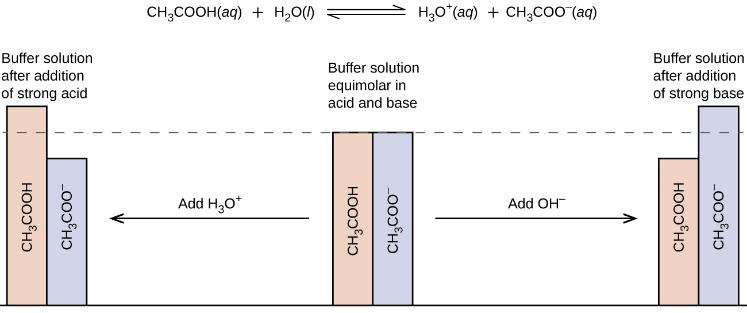 CH₃COOH(aq) + H₂O(l) ⇌ H₃O⁺(aq) + CH₃COO⁻(aq)
Buffer solution
after addition
of strong acid
Buffer solution
equimolar in
acid and base
Buffer solution
after addition
of strong base
CH₃COOH
CH₃COO⁻
Add H₃O⁺
CH₃COOH
CH₃COO⁻
Add OH⁻
CH₃COOH
CH₃COO⁻